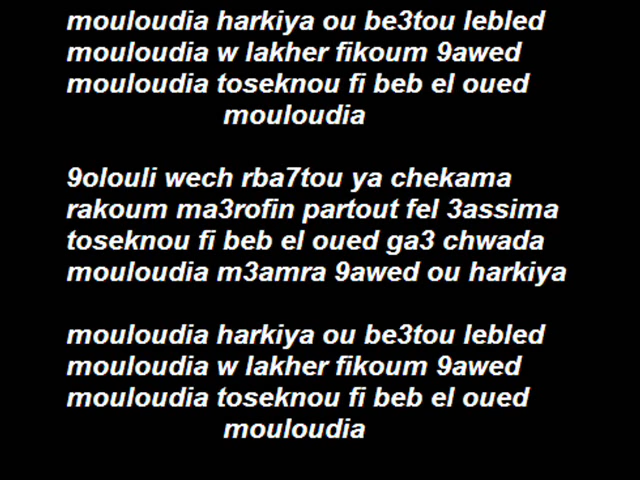 mouloudia harkiya ou be3tou lebled
mouloudia w lakher fikoum 9awed
mouloudia toseknou fi beb el oued
mouloudia
9olouli wech rba7tou ya chekama
rakoum ma3rofin partout fel 3assima
toseknou fi beb el oued ga3 chwada
mouloudia m3amra 9awed ou harkiya
mouloudia harkiya ou be3tou lebled
mouloudia w lakher fikoum 9awed
mouloudia toseknou fi beb el oued
mouloudia